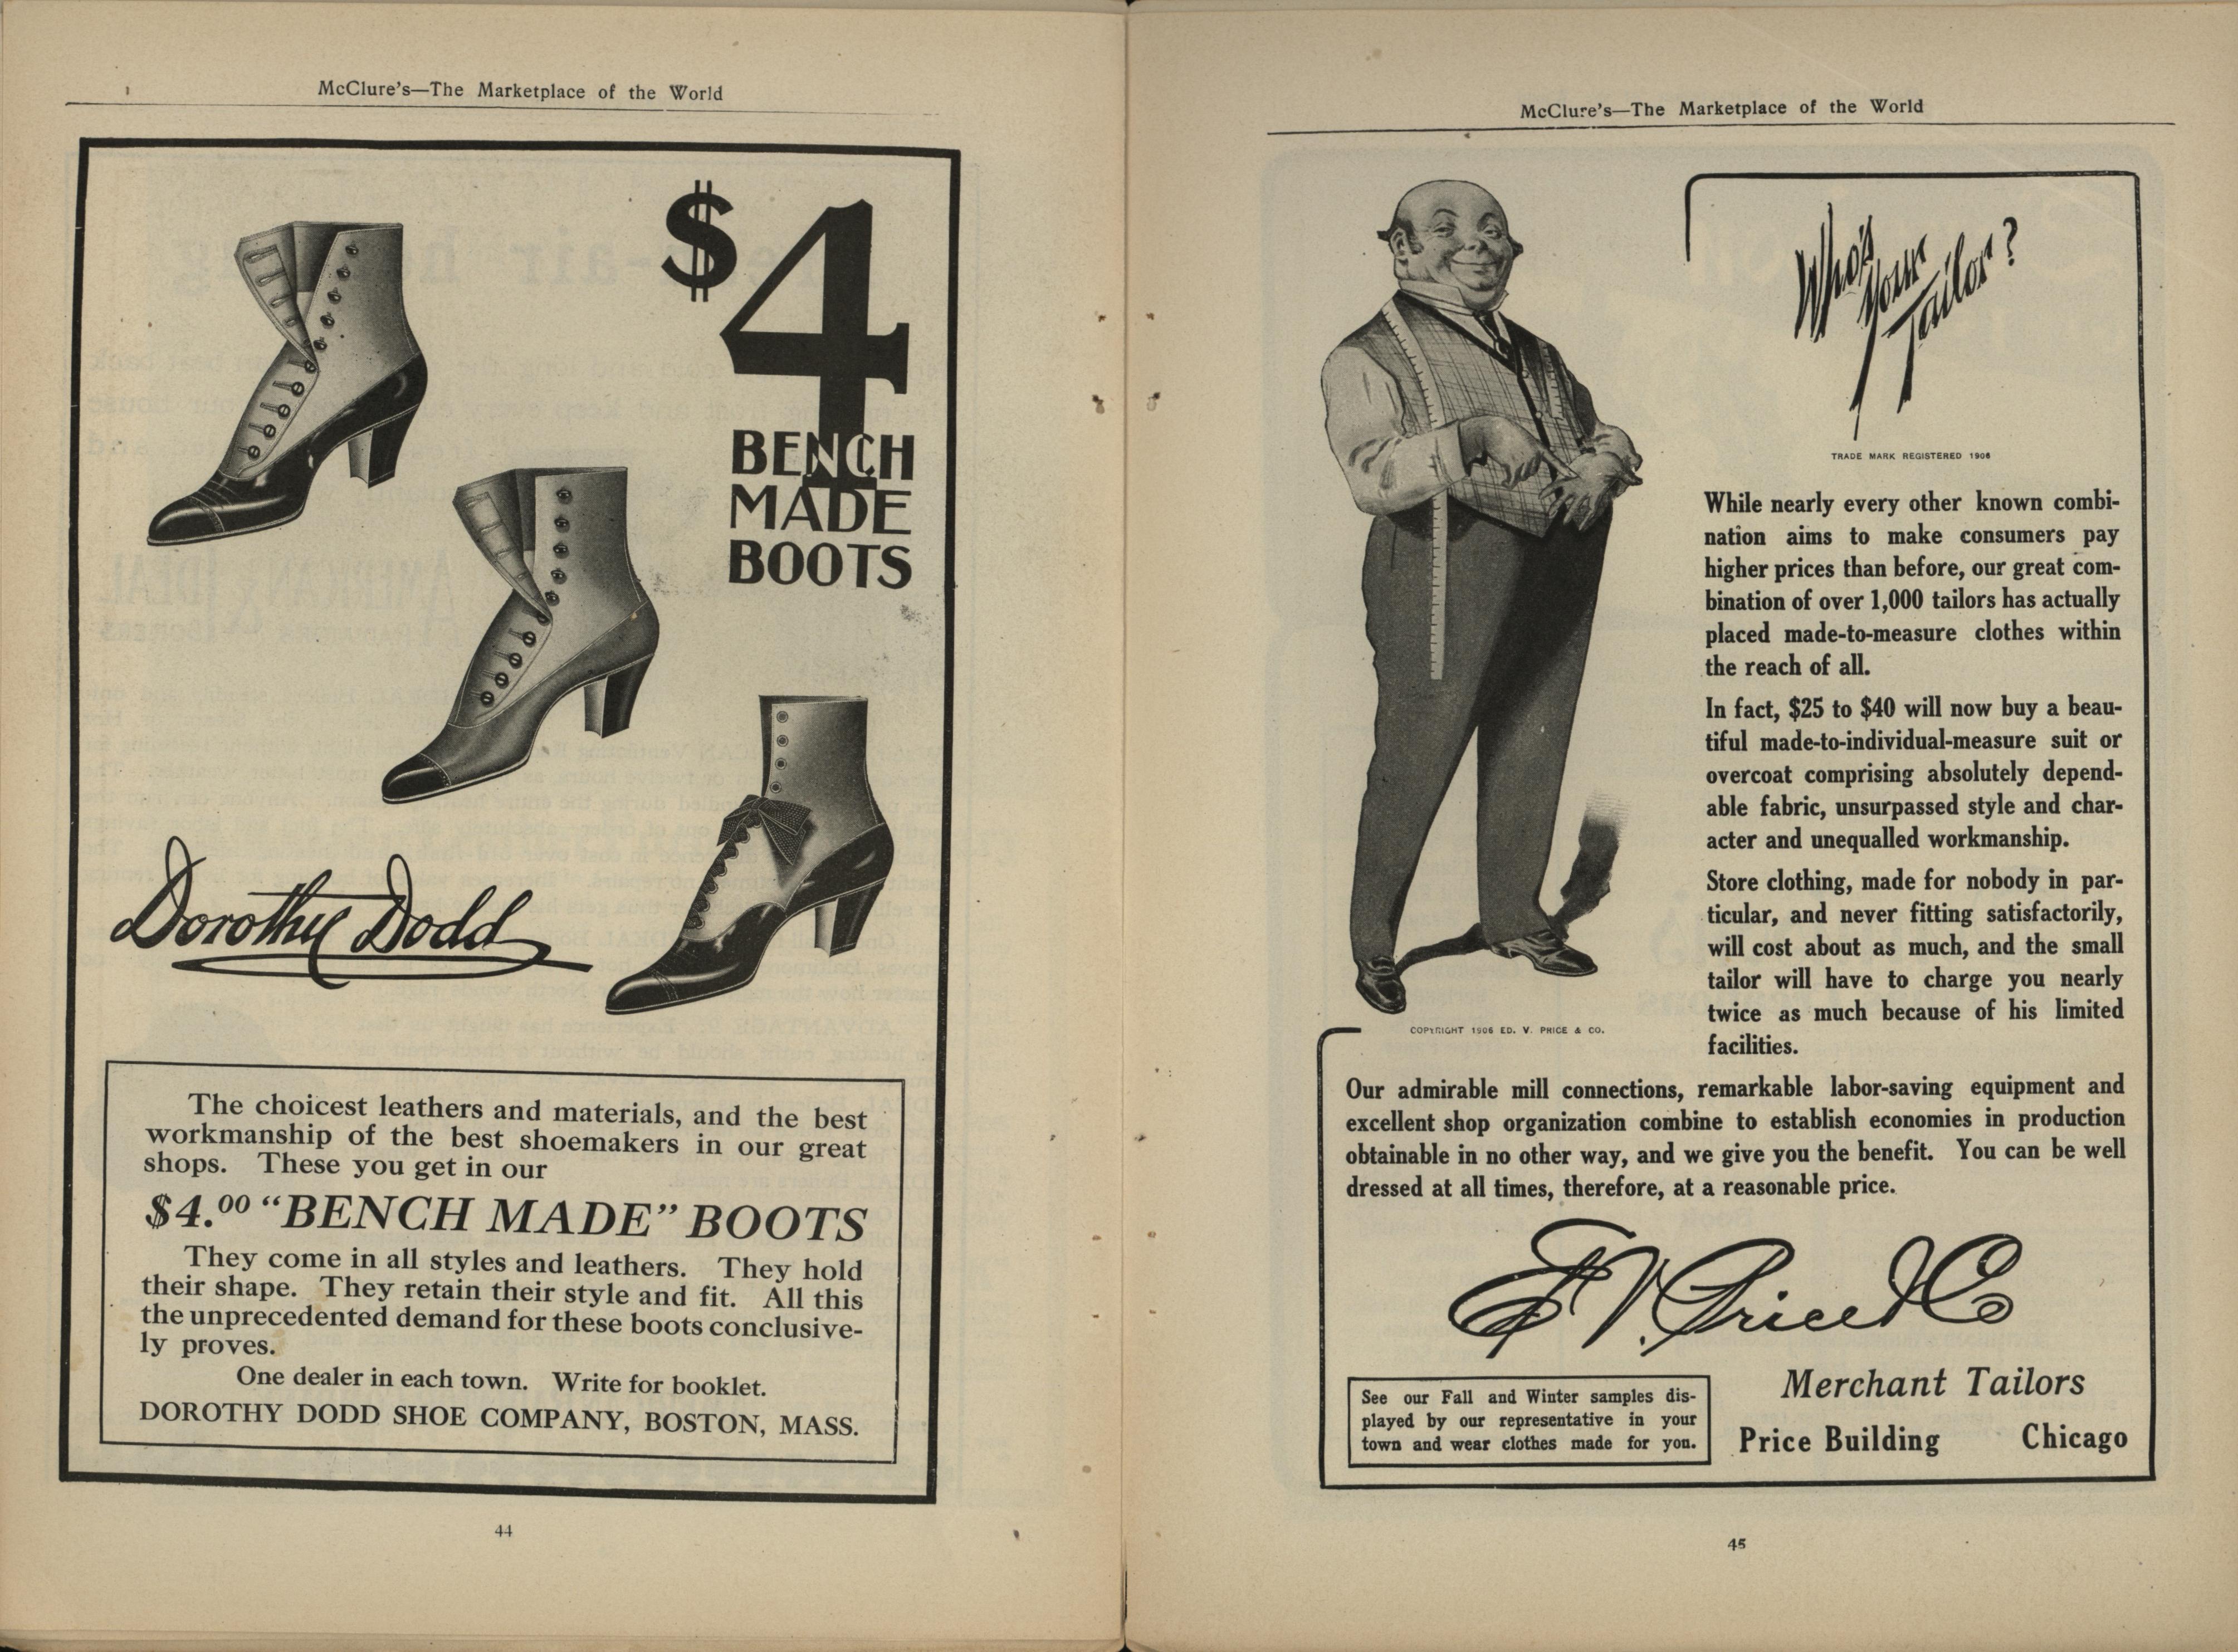 McClure's—The Marketplace of the World
$4
BENCH
MADE
BOOTS
Dorothy Dodd
The choicest leathers and materials, and the best
workmanship of the best shoemakers in our great
shops. These you get in our
$4.00 "BENCH MADE" BOOTS
They come in all styles and leathers. They hold
their shape. They retain their style and fit. All this
the unprecedented demand for these boots conclusive-
ly proves.
One dealer in each town. Write for booklet.
DOROTHY DODD SHOE COMPANY, BOSTON, MASS.
44
McClure's—The Marketplace of the World
Who's
Your
Tailor?
TRADE MARK REGISTERED 1906
While nearly every other known combi-
nation aims to make consumers pay
higher prices than before, our great com-
bination of over 1,000 tailors has actually
placed made-to-measure clothes within
the reach of all.
In fact, $25 to $40 will now buy a beau-
tiful made-to-individual-measure suit or
overcoat comprising absolutely depend-
able fabric, unsurpassed style and char-
acter and unequalled workmanship.
Store clothing, made for nobody in par-
ticular, and never fitting satisfactorily,
will cost about as much, and the small
tailor will have to charge you nearly
twice as much because of his limited
facilities.
COPYRIGHT 1906 ED. V. PRICE & CO.
Our admirable mill connections, remarkable labor-saving equipment and
excellent shop organization combine to establish economies in production
obtainable in no other way, and we give you the benefit. You can be well
dressed at all times, therefore, at a reasonable price.
E. V. Price & Co
See our Fall and Winter samples dis-
played by our representative in your
town and wear clothes made for you.
Merchant Tailors
Price Building Chicago
45